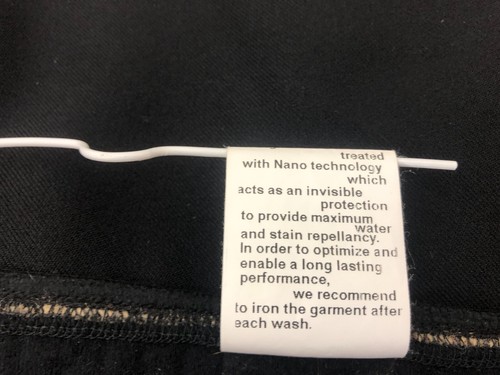 treated
with Nano technology
which
acts as an invisible
protection
to provide maximum
water
and stain repellancy.
In order to optimize and
enable a long lasting
performance,
we recommend
to iron the garment after
each wash.